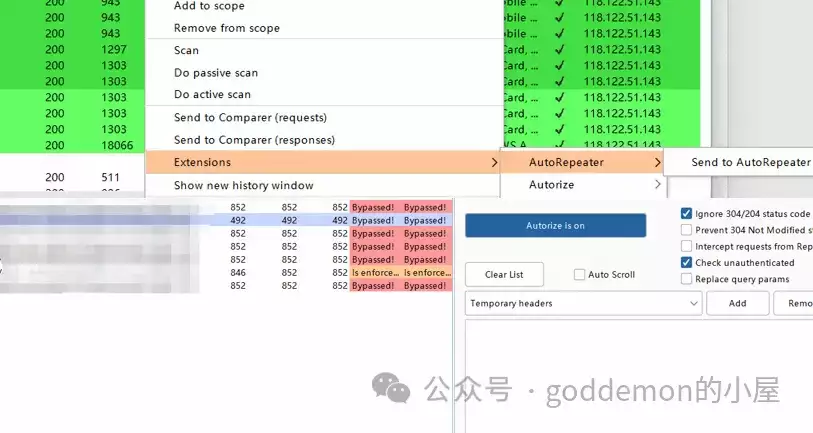 943 Add to scope obile ... ✓ 118.122.51.143
943 Remove from scope 118.122.51.143
200 943 obile ... ✓ 118.122.51.143
200 1297 Scan Card, ... ✓ 118.122.51.143
200 1303 Do passive scan Card, ... ✓ 118.122.51.143
200 1303 Card, ... ✓ 118.122.51.143
200 1303 Do active scan Card, ... ✓ 118.122.51.143
200 1303 Send to Comparer (requests) Card, ... ✓ 118.122.51.143
200 1303 Card, ... ✓ 118.122.51.143
200 18066 Send to Comparer (responses) 118.122.51.143
Extensions > AutoRepeater > Send to AutoRepeater
200 511 Show new history window Autorize >
852 852 852 Bypassed! Bypassed!
492 492 492 Bypassed! Bypassed!
852 852 852 Bypassed! Bypassed!
852 852 852 Bypassed! Bypassed!
852 852 852 Bypassed! Bypassed!
846 852 852 Is enforce... Is enforce...
852 852 852 Bypassed! Bypassed!
Autorize is on
Ignore 304/204 status code
Prevent 304 Not Modified
Intercept requests from
Check unauthenticated
Replace query params
Clear List
Auto Scroll
Temporary headers
Add
公众号 · goddemon的小屋